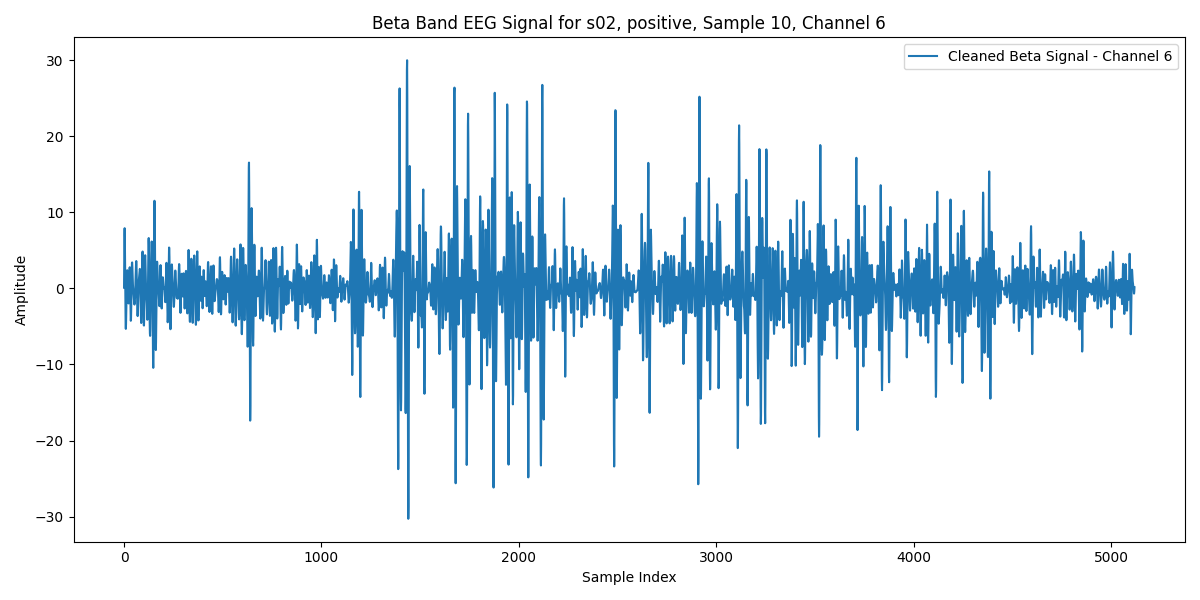 Beta Band EEG Signal for s02, positive, Sample 10, Channel 6
Cleaned Beta Signal - Channel 6
Amplitude
30
20
10
0
−10
−20
−30
0 1000 2000 3000 4000 5000
Sample Index